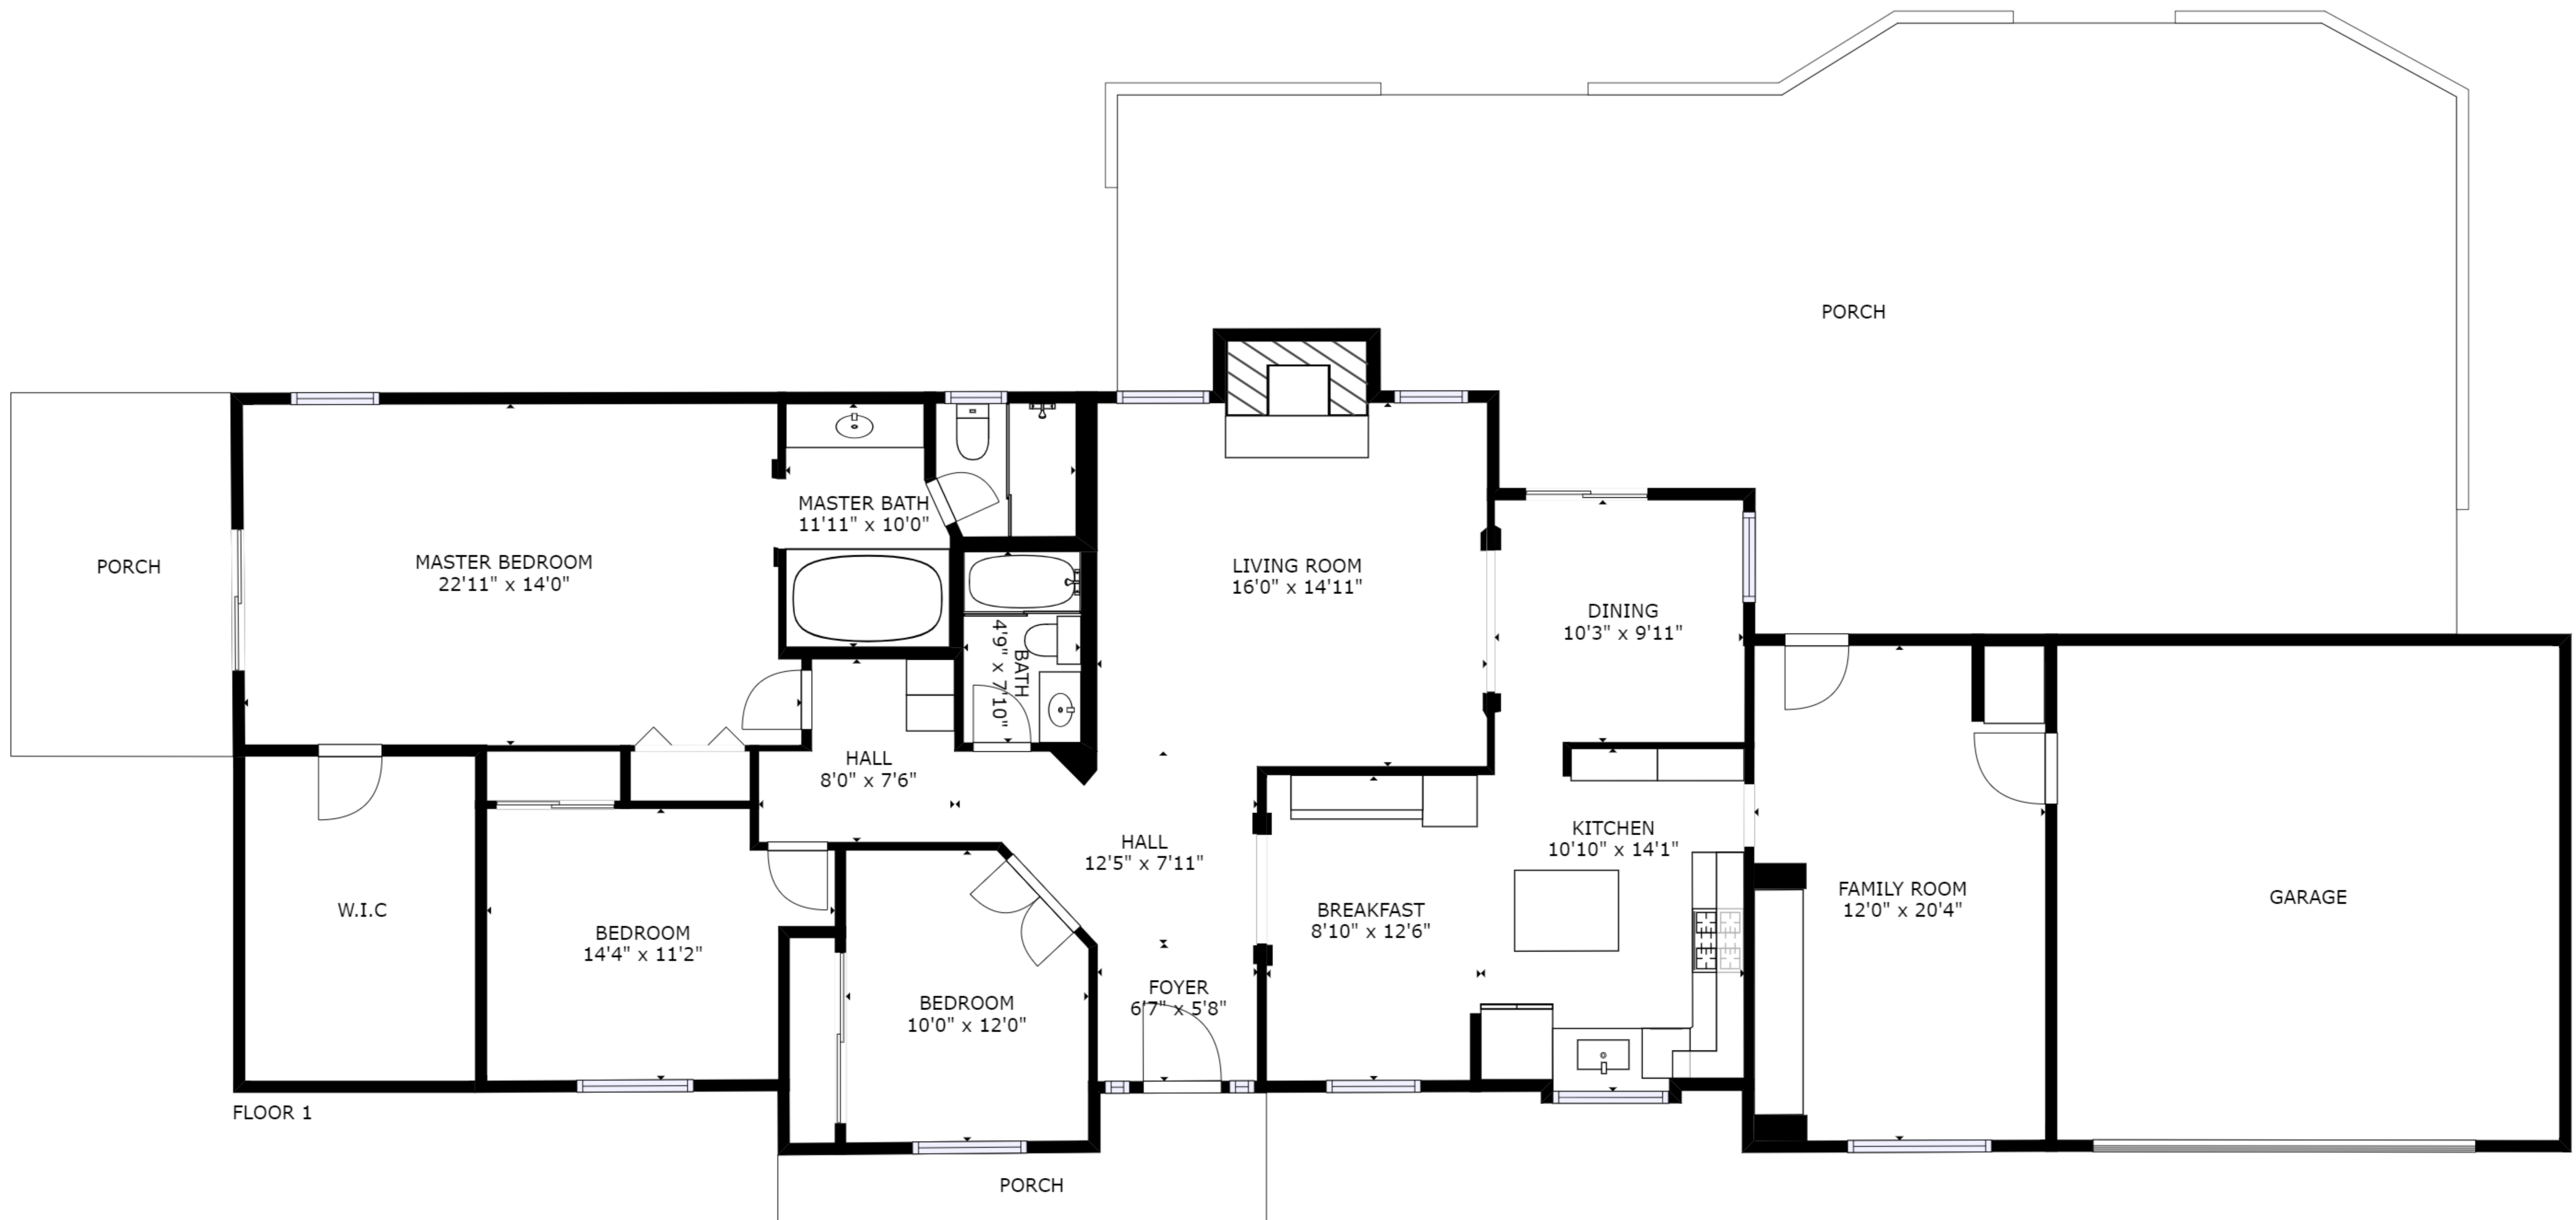 PORCH
MASTER BATH
11'11" x 10'0"
MASTER BEDROOM
22'11" x 14'0"
PORCH
LIVING ROOM
16'0" x 14'11"
DINING
10'3" x 9'11"
BATH
4'9" x 7'10"
HALL
8'0" x 7'6"
HALL
12'5" x 7'11"
KITCHEN
10'10" x 14'1"
W.I.C
BEDROOM
14'4" x 11'2"
BREAKFAST
8'10" x 12'6"
FAMILY ROOM
12'0" x 20'4"
GARAGE
BEDROOM
10'0" x 12'0"
FOYER
6'7" x 5'8"
FLOOR 1
PORCH